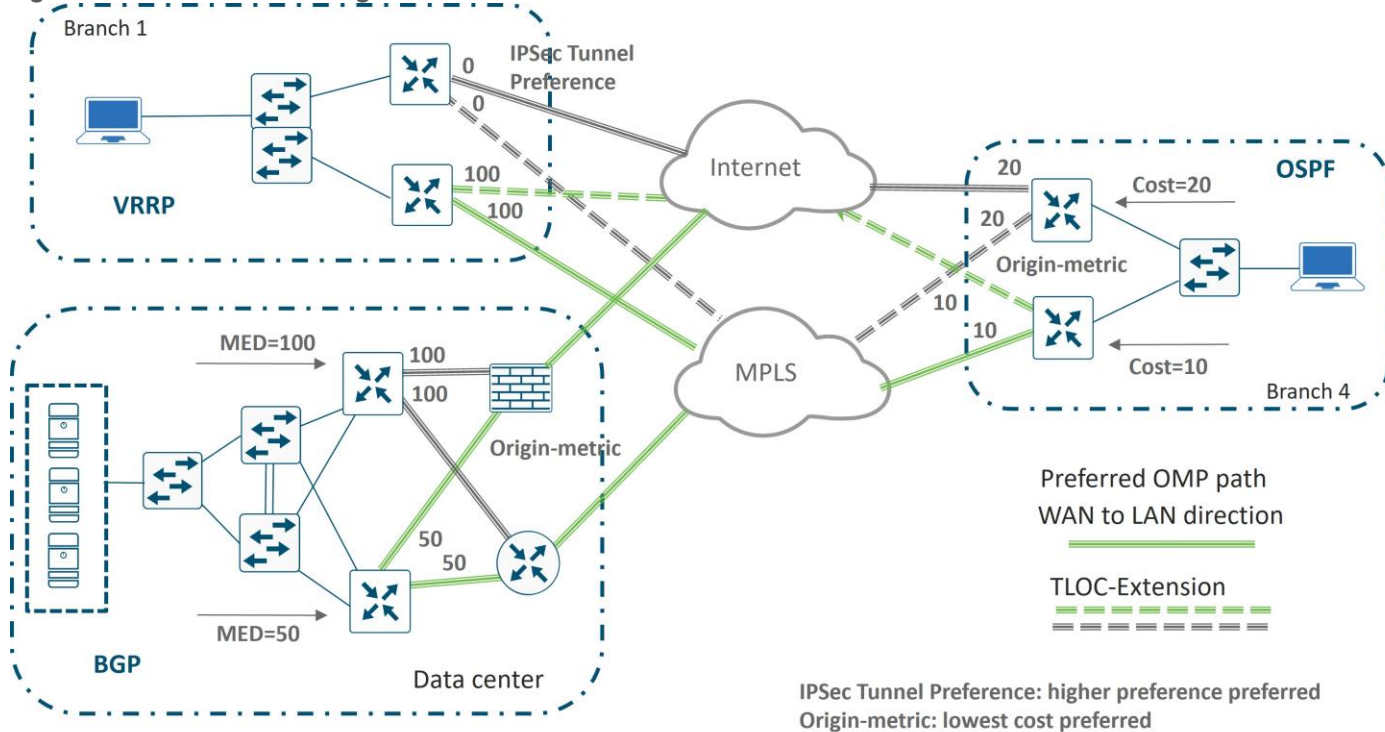 Branch 1
IPSec Tunnel
Preference
0
0
Internet
VRRP
100
100
OSPF
20
Cost=20
20
Origin-metric
10
10
Cost=10
Branch 4
MPLS
MED=100
100
100
Origin-metric
50
50
MED=50
BGP
Data center
Preferred OMP path
WAN to LAN direction
TLOC-Extension
IPSec Tunnel Preference: higher preference preferred
Origin-metric: lowest cost preferred